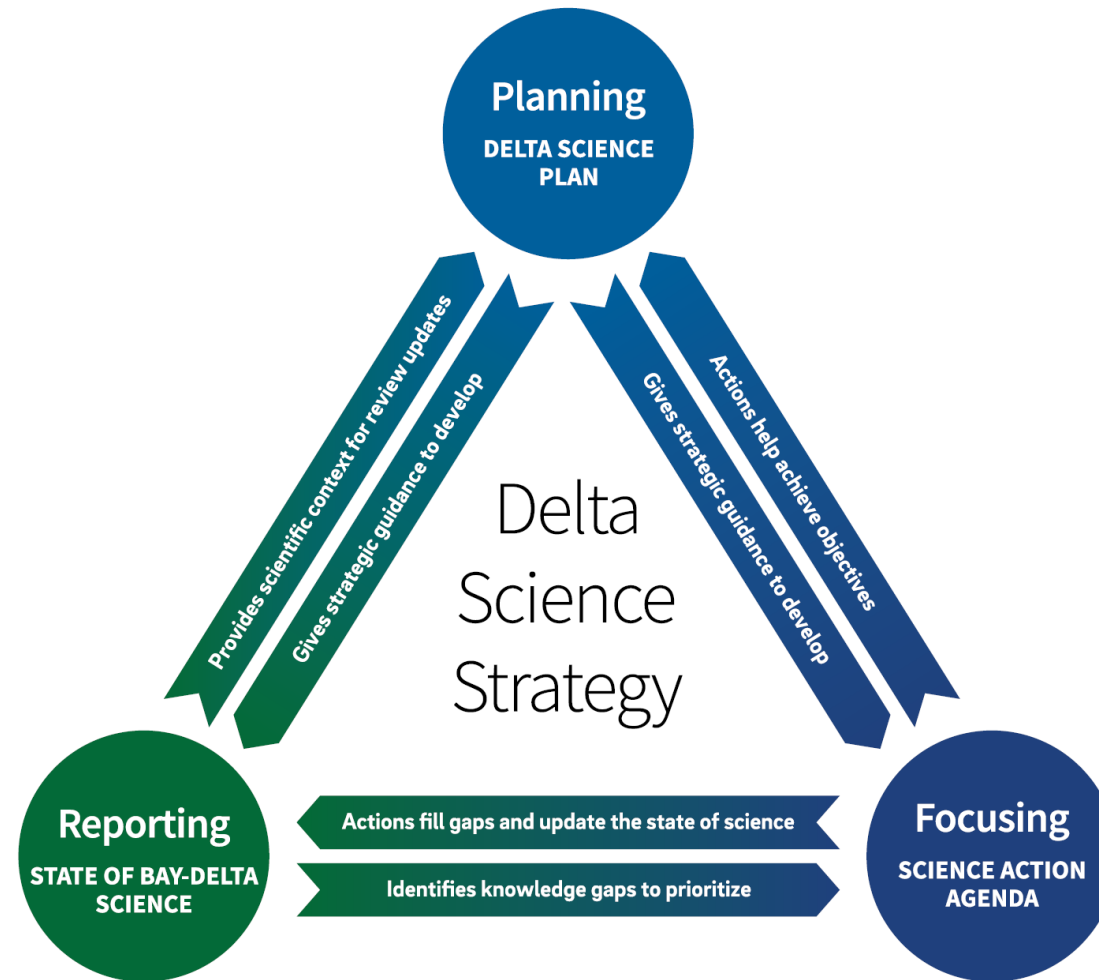 Planning
DELTA SCIENCE
PLAN
Provides scientific context for review updates
Gives strategic guidance to develop
Gives strategic guidance to develop
Actions help achieve objectives
Delta
Science
Strategy
Reporting
STATE OF BAY-DELTA
SCIENCE
Actions fill gaps and update the state of science
Identifies knowledge gaps to prioritize
Focusing
SCIENCE ACTION
AGENDA